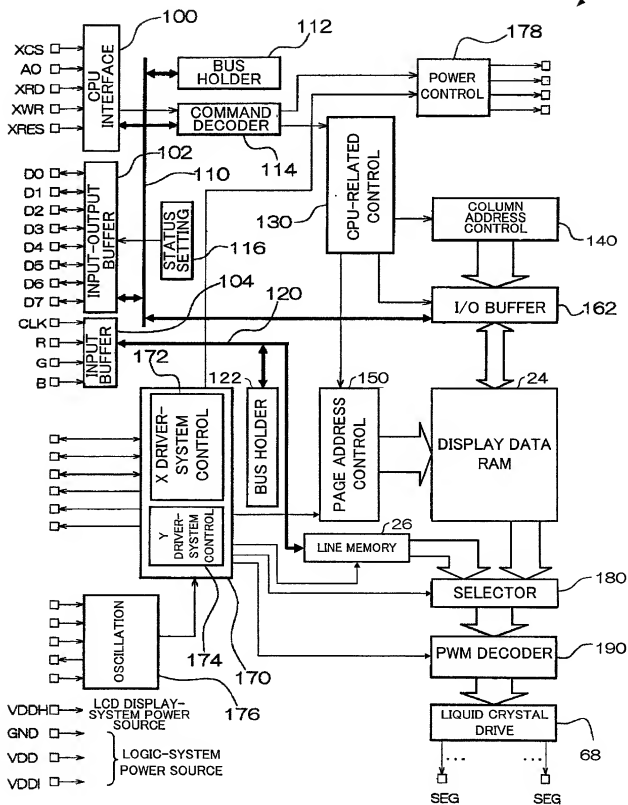 100
XCS
A0
XRD
XWR
XRES
CPU
INTERFACE
112
BUS
HOLDER
COMMAND
DECODER
114
178
POWER
CONTROL
102
D0
D1
D2
D3
D4
D5
D6
D7
INPUT-OUTPUT
BUFFER
110
STATUS
SETTING
116
130
CPU-RELATED
CONTROL
COLUMN
ADDRESS
CONTROL
140
104
I/O BUFFER
162
CLK
R
G
B
INPUT
BUFFER
120
172
122
BUS HOLDER
150
PAGE ADDRESS
CONTROL
24
DISPLAY DATA
RAM
X DRIVER-
SYSTEM
CONTROL
Y
DRIVER-
SYSTEM
CONTROL
26
LINE MEMORY
SELECTOR
180
OSCILLATION
174
170
176
PWM DECODER
190
VDDH
LCD DISPLAY-
SYSTEM POWER
SOURCE
GND
VDD
VDDI
LOGIC-SYSTEM
POWER SOURCE
LIQUID CRYSTAL
DRIVE
68
... ...
SEG SEG